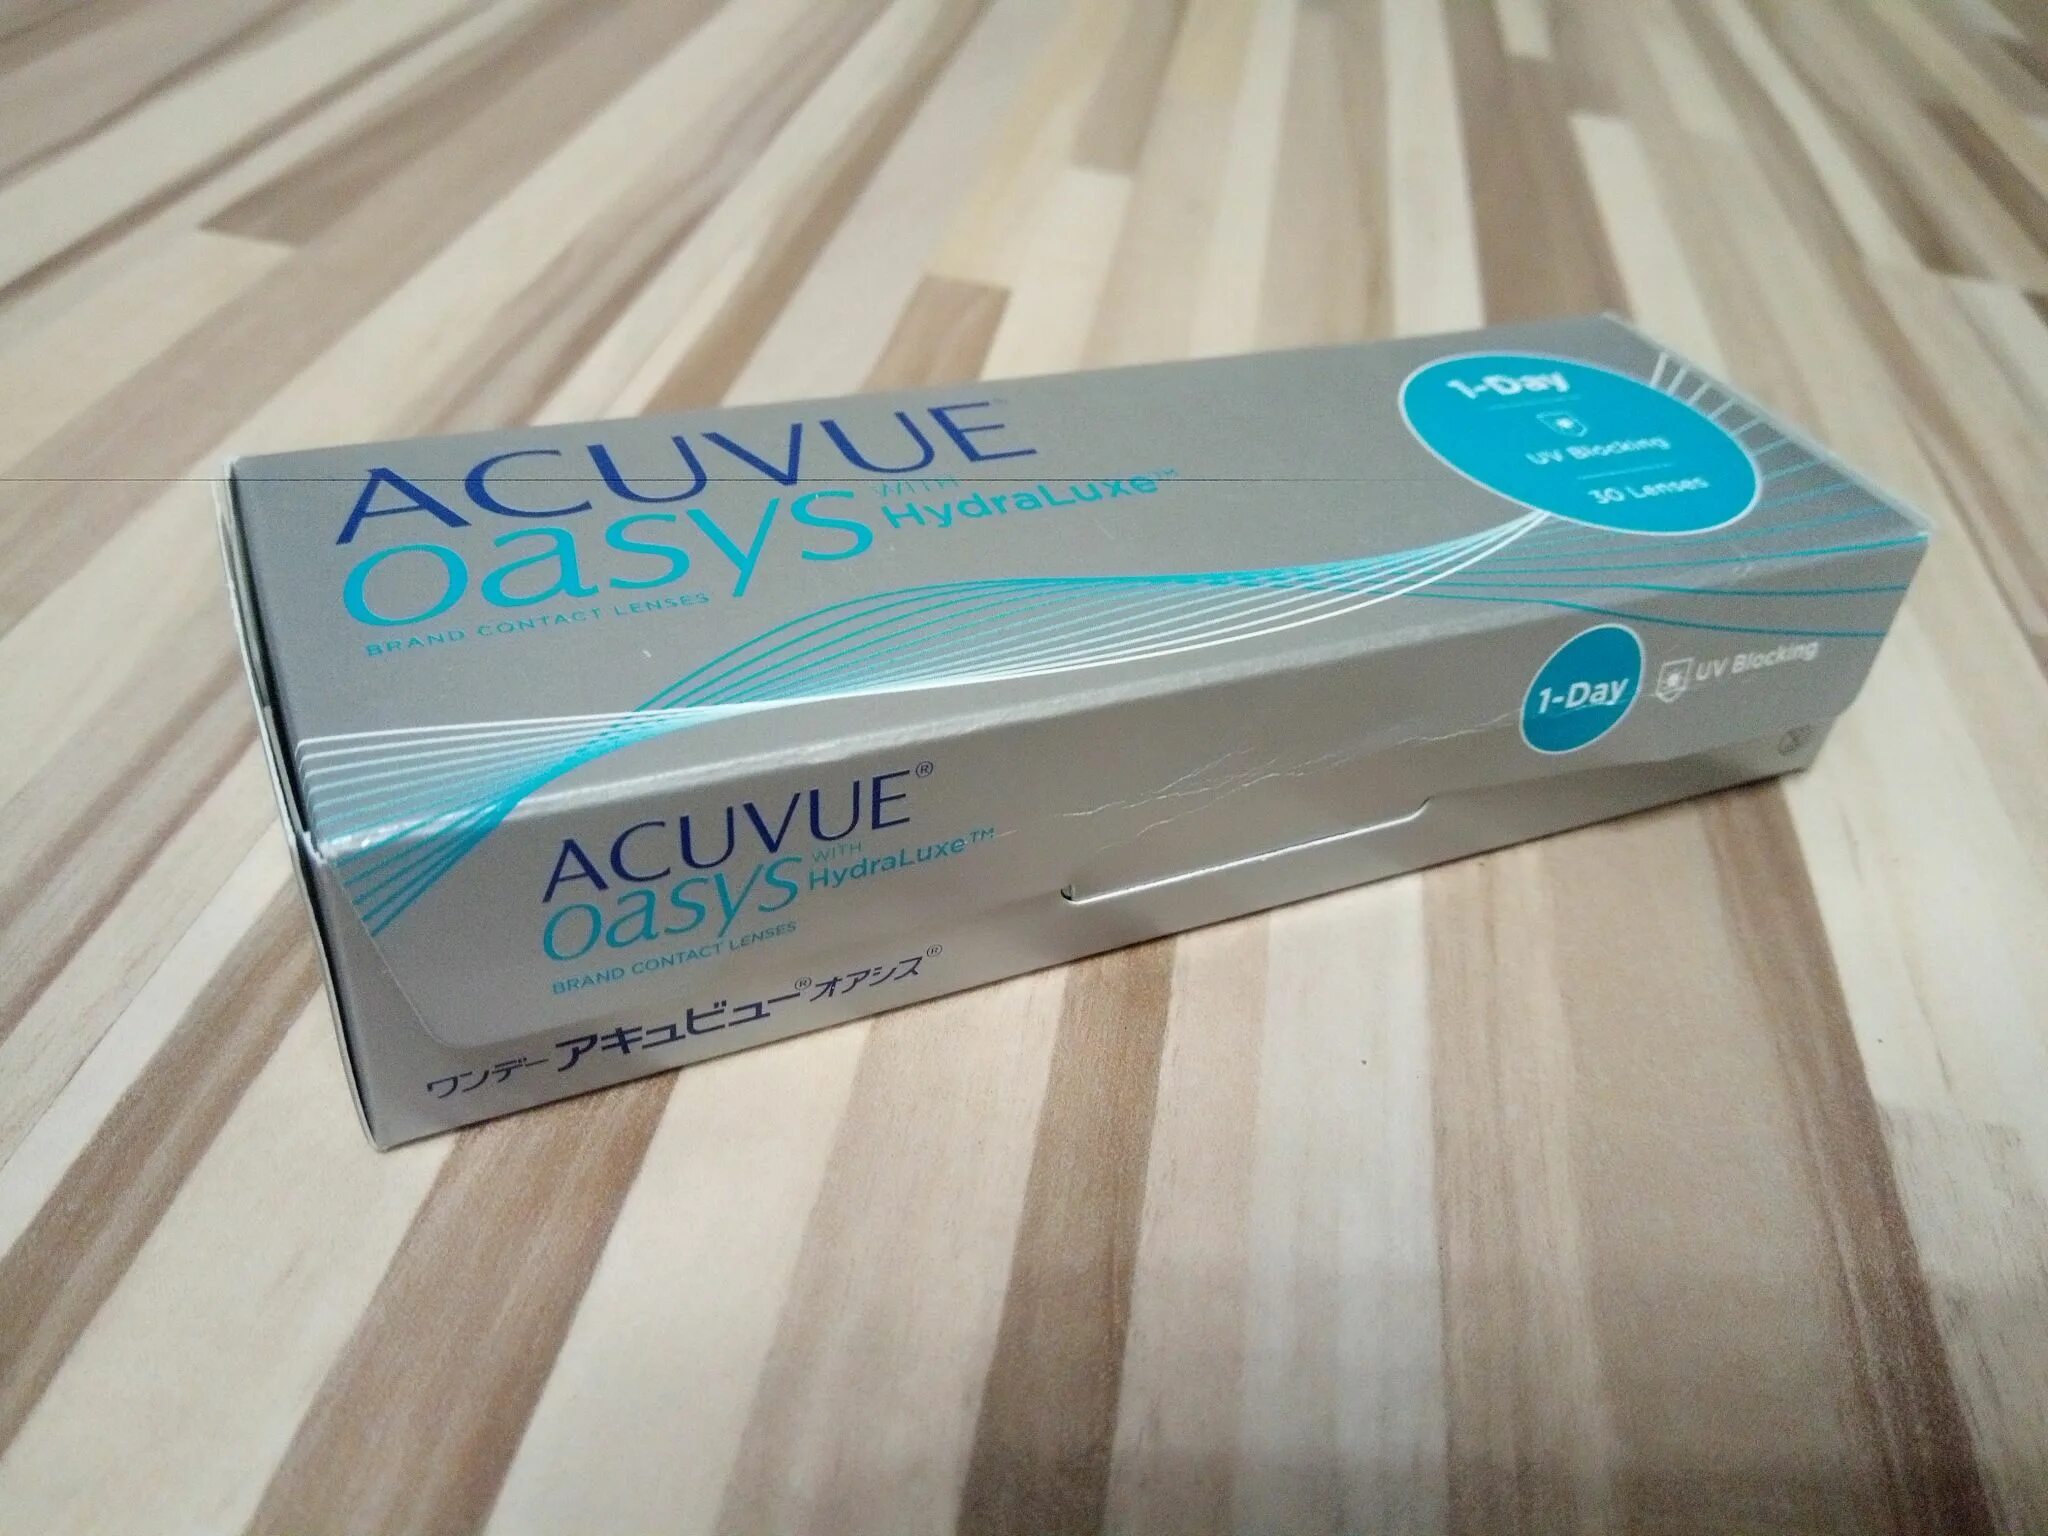 ACUVUE
oasys WITH HydraLuxe™
BRAND CONTACT LENSES
1-Day
UV Blocking
30 Lenses
ACUVUE®
oasys WITH HydraLuxe™
BRAND CONTACT LENSES
1-Day
UV Blocking
ワンデー アキュビュー® オアシス®